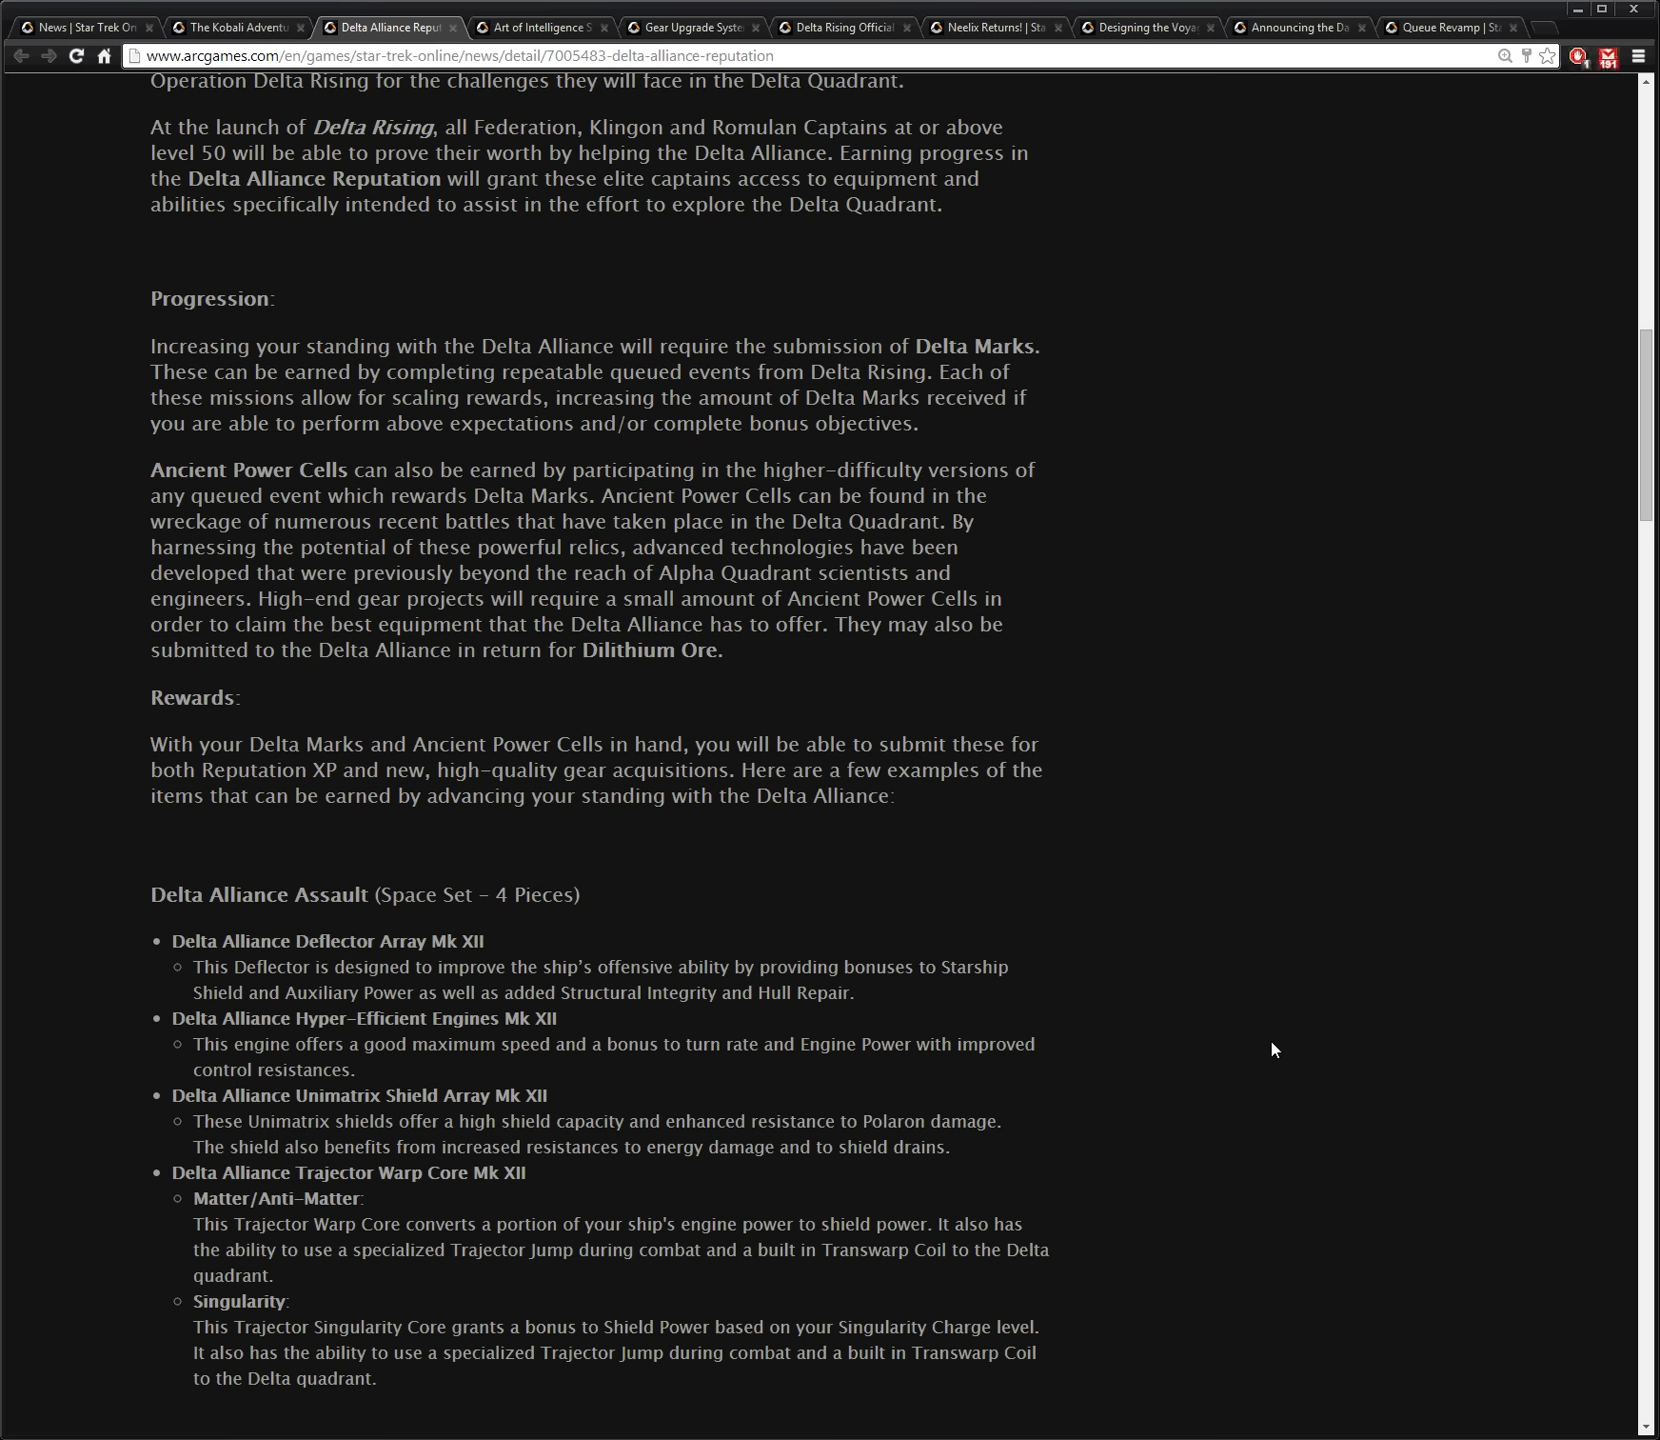 News | Star Trek On
The Kobali Adventu
Delta Alliance Reput
Art of Intelligence S
Gear Upgrade Syste
Delta Rising Official
Neelix Returns! | Sta
Designing the Voya
Announcing the Da
Queue Revamp | St
www.arcgames.com/en/games/star-trek-online/news/detail/7005483-delta-alliance-reputation
1
191
Operation Delta Rising for the challenges they will face in the Delta Quadrant.
At the launch of Delta Rising, all Federation, Klingon and Romulan Captains at or above
level 50 will be able to prove their worth by helping the Delta Alliance. Earning progress in
the Delta Alliance Reputation will grant these elite captains access to equipment and
abilities specifically intended to assist in the effort to explore the Delta Quadrant.
Progression:
Increasing your standing with the Delta Alliance will require the submission of Delta Marks.
These can be earned by completing repeatable queued events from Delta Rising. Each of
these missions allow for scaling rewards, increasing the amount of Delta Marks received if
you are able to perform above expectations and/or complete bonus objectives.
Ancient Power Cells can also be earned by participating in the higher-difficulty versions of
any queued event which rewards Delta Marks. Ancient Power Cells can be found in the
wreckage of numerous recent battles that have taken place in the Delta Quadrant. By
harnessing the potential of these powerful relics, advanced technologies have been
developed that were previously beyond the reach of Alpha Quadrant scientists and
engineers. High-end gear projects will require a small amount of Ancient Power Cells in
order to claim the best equipment that the Delta Alliance has to offer. They may also be
submitted to the Delta Alliance in return for Dilithium Ore.
Rewards:
With your Delta Marks and Ancient Power Cells in hand, you will be able to submit these for
both Reputation XP and new, high-quality gear acquisitions. Here are a few examples of the
items that can be earned by advancing your standing with the Delta Alliance:
Delta Alliance Assault (Space Set - 4 Pieces)
• Delta Alliance Deflector Array Mk XII
○ This Deflector is designed to improve the ship's offensive ability by providing bonuses to Starship
Shield and Auxiliary Power as well as added Structural Integrity and Hull Repair.
• Delta Alliance Hyper-Efficient Engines Mk XII
○ This engine offers a good maximum speed and a bonus to turn rate and Engine Power with improved
control resistances.
• Delta Alliance Unimatrix Shield Array Mk XII
○ These Unimatrix shields offer a high shield capacity and enhanced resistance to Polaron damage.
The shield also benefits from increased resistances to energy damage and to shield drains.
• Delta Alliance Trajector Warp Core Mk XII
○ Matter/Anti-Matter:
This Trajector Warp Core converts a portion of your ship's engine power to shield power. It also has
the ability to use a specialized Trajector Jump during combat and a built in Transwarp Coil to the Delta
quadrant.
○ Singularity:
This Trajector Singularity Core grants a bonus to Shield Power based on your Singularity Charge level.
It also has the ability to use a specialized Trajector Jump during combat and a built in Transwarp Coil
to the Delta quadrant.